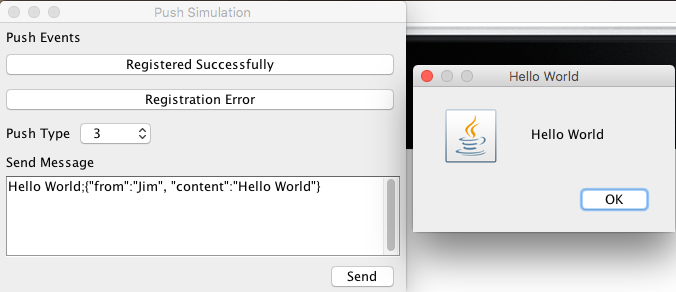 Push Simulation
Push Events
Registered Successfully
Registration Error
Push Type 3
Send Message
Hello World;{"from":"Jim", "content":"Hello World"}
Send
Hello World
Hello World
OK